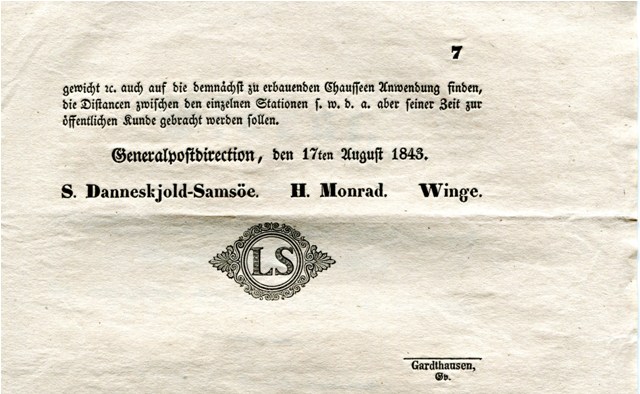 7
gewicht ꝛc. auch auf die demnächst zu erbauenden Chausseen Anwendung finden,
die Distancen zwischen den einzelnen Stationen s. w. d. a. aber seiner Zeit zur
öffentlichen Kunde gebracht werden sollen.
Generalpostdirection, den 17ten August 1843.
S. Danneskjold-Samsöe. H. Monrad. Winge.
LS
Gardthausen,
Gv.